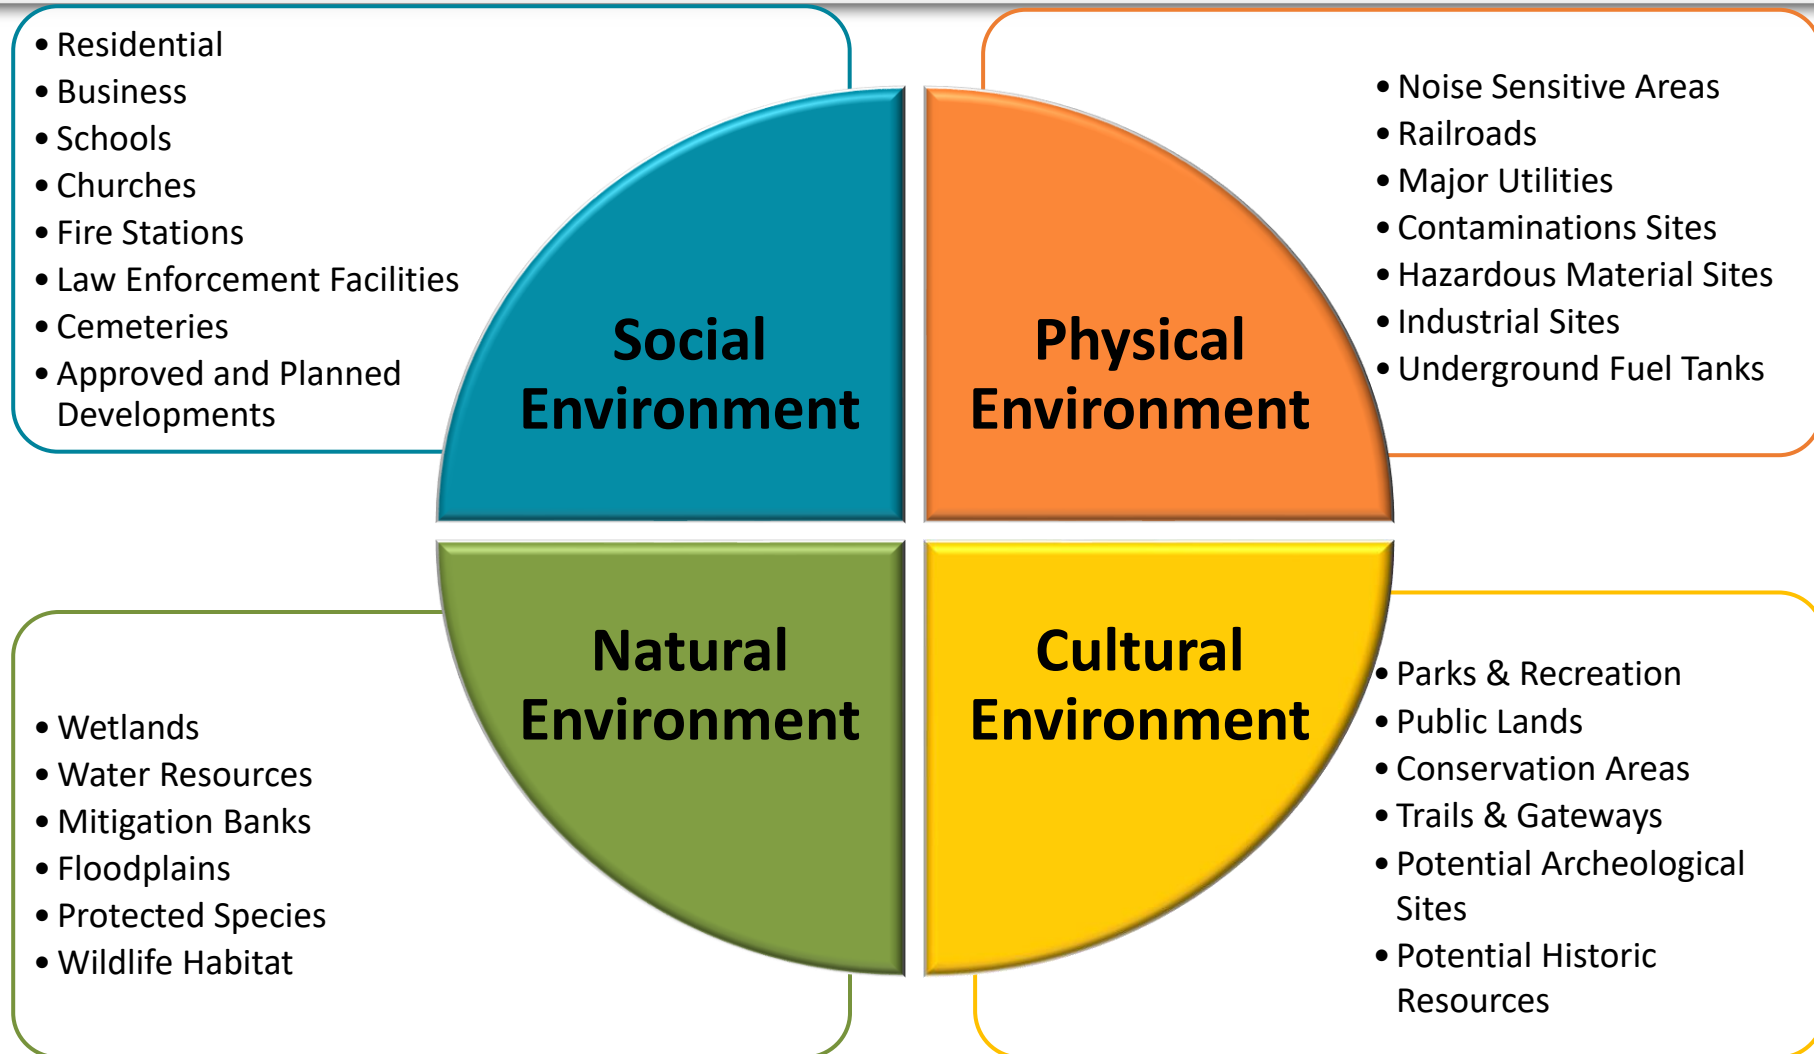 • Residential
• Business
• Schools
• Churches
• Fire Stations
• Law Enforcement Facilities
• Cemeteries
• Approved and Planned
Developments
Social
Environment
Physical
Environment
• Noise Sensitive Areas
• Railroads
• Major Utilities
• Contaminations Sites
• Hazardous Material Sites
• Industrial Sites
• Underground Fuel Tanks
• Wetlands
• Water Resources
• Mitigation Banks
• Floodplains
• Protected Species
• Wildlife Habitat
Natural
Environment
Cultural
Environment
• Parks & Recreation
• Public Lands
• Conservation Areas
• Trails & Gateways
• Potential Archeological
Sites
• Potential Historic
Resources